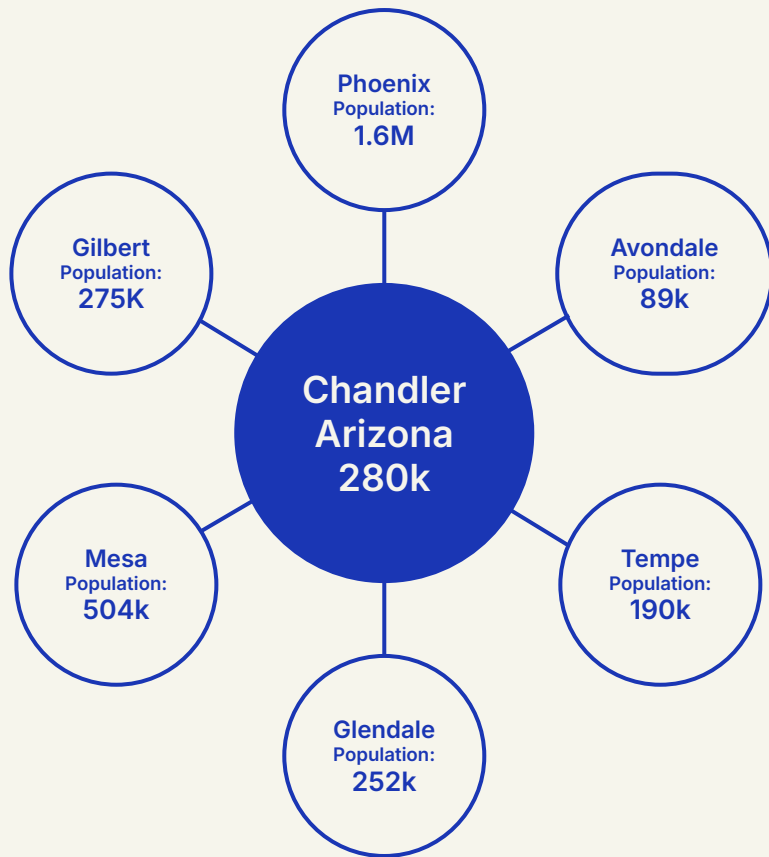 Phoenix
Population:
1.6M
Gilbert
Population:
275K
Avondale
Population:
89k
Chandler
Arizona
280k
Mesa
Population:
504k
Tempe
Population:
190k
Glendale
Population:
252k